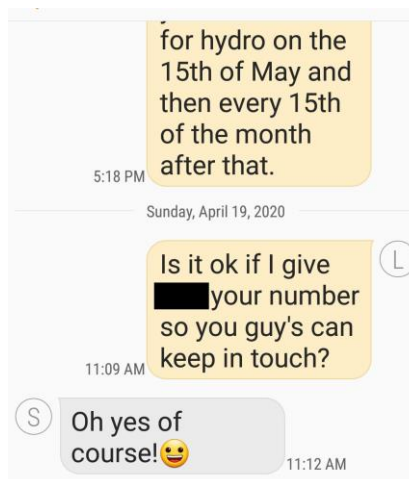 for hydro on the
15th of May and
then every 15th
of the month
after that.
5:18 PM
Sunday, April 19, 2020
Is it ok if I give
your number
so you guy's can
keep in touch?
11:09 AM
L
S
Oh yes of
course!😀
11:12 AM